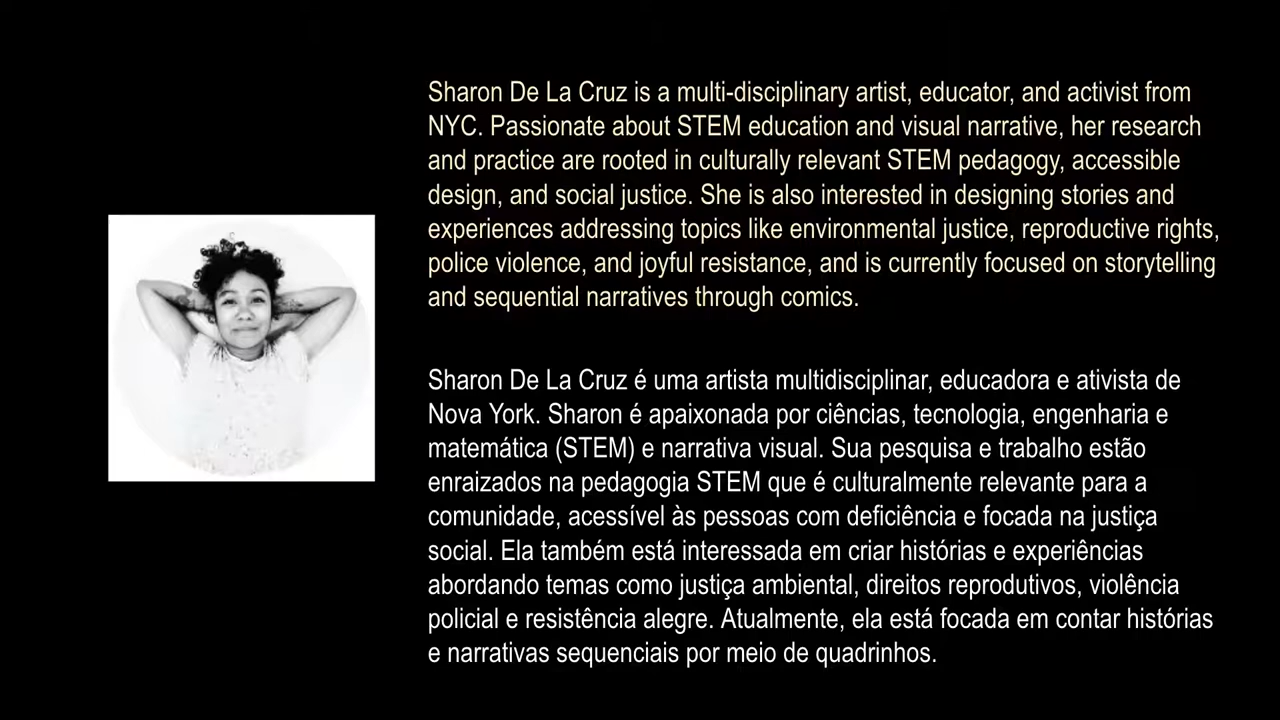 Sharon De La Cruz is a multi-disciplinary artist, educator, and activist from
NYC. Passionate about STEM education and visual narrative, her research
and practice are rooted in culturally relevant STEM pedagogy, accessible
design, and social justice. She is also interested in designing stories and
experiences addressing topics like environmental justice, reproductive rights,
police violence, and joyful resistance, and is currently focused on storytelling
and sequential narratives through comics.
Sharon De La Cruz é uma artista multidisciplinar, educadora e ativista de
Nova York. Sharon é apaixonada por ciências, tecnologia, engenharia e
matemática (STEM) e narrativa visual. Sua pesquisa e trabalho estão
enraizados na pedagogia STEM que é culturalmente relevante para a
comunidade, acessível às pessoas com deficiência e focada na justiça
social. Ela também está interessada em criar histórias e experiências
abordando temas como justiça ambiental, direitos reprodutivos, violência
policial e resistência alegre. Atualmente, ela está focada em contar histórias
e narrativas sequenciais por meio de quadrinhos.